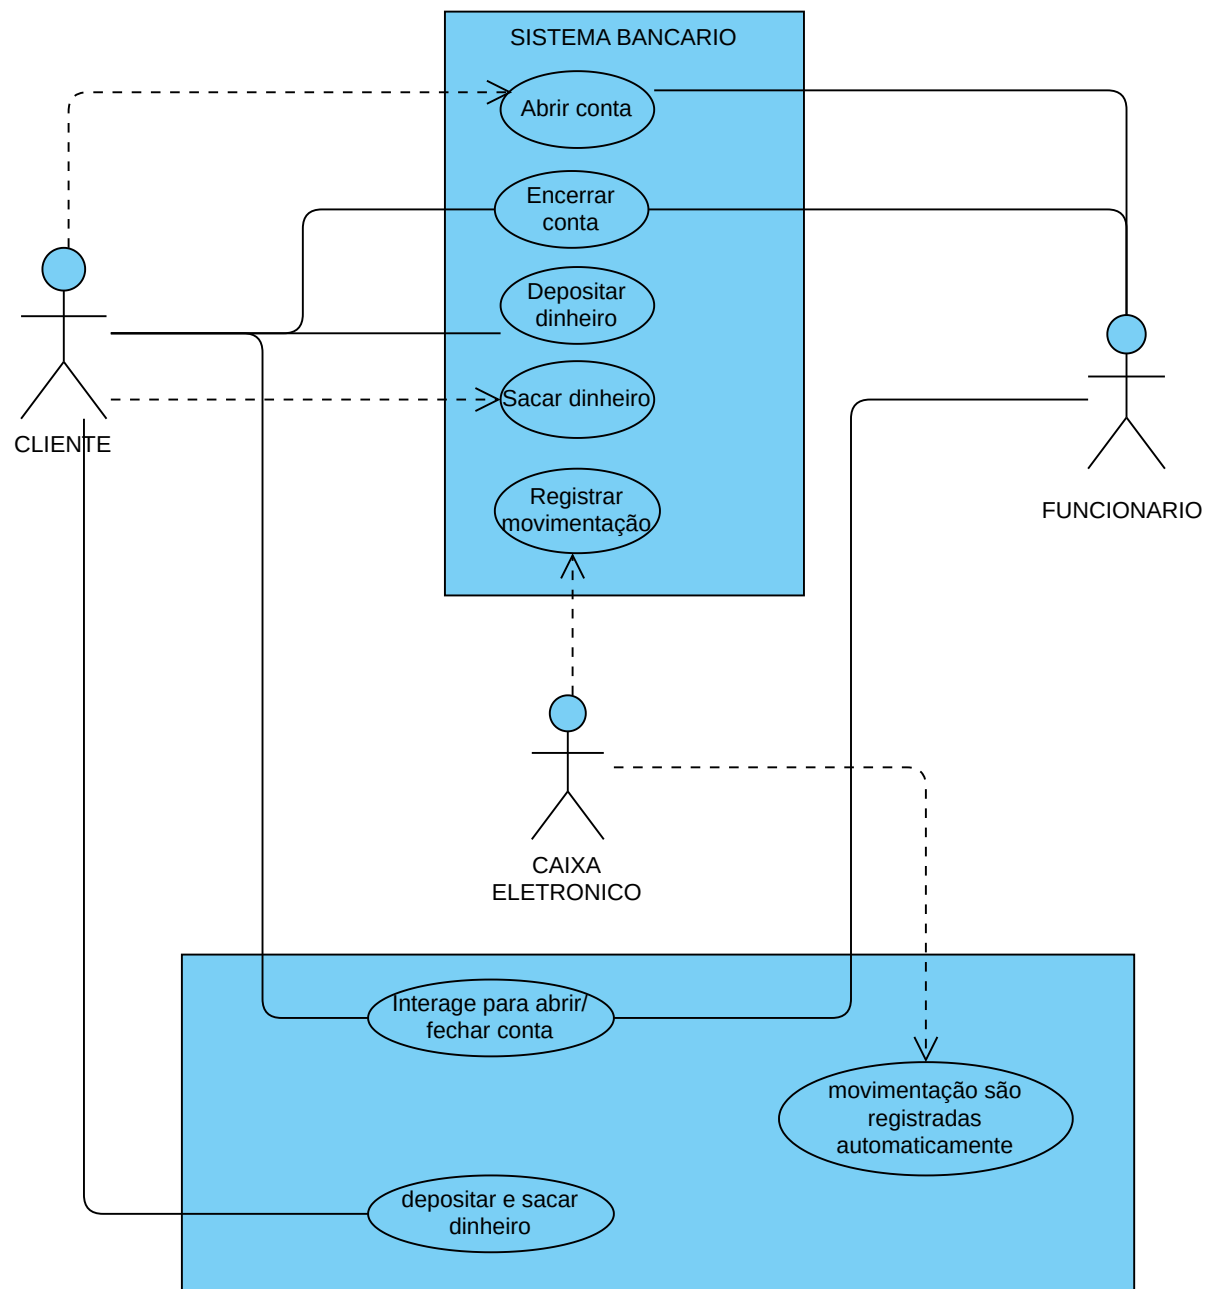 SISTEMA BANCARIO
Abrir conta
Encerrar
conta
Depositar
dinheiro
Sacar dinheiro
CLIENTE
Registrar
movimentação
FUNCIONARIO
CAIXA
ELETRONICO
Interage para abrir/
fechar conta
movimentação são
registradas
automaticamente
depositar e sacar
dinheiro